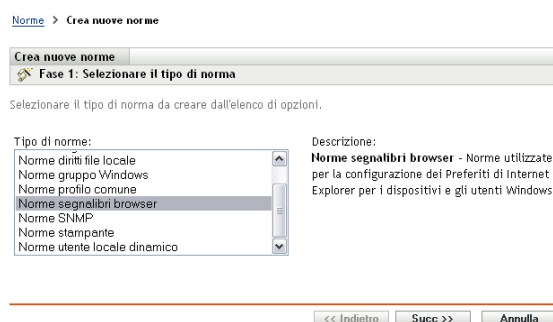 Norme > Crea nuove norme
Crea nuove norme
Fase 1: Selezionare il tipo di norma
Selezionare il tipo di norma da creare dall'elenco di opzioni.
Tipo di norme:
Norme diritti file locale
Norme gruppo Windows
Norme profilo comune
Norme segnalibri browser
Norme SNMP
Norme stampante
Norme utente locale dinamico
Descrizione:
Norme segnalibri browser - Norme utilizzate
per la configurazione dei Preferiti di Internet
Explorer per i dispositivi e gli utenti Windows
<< Indietro Succ >> Annulla